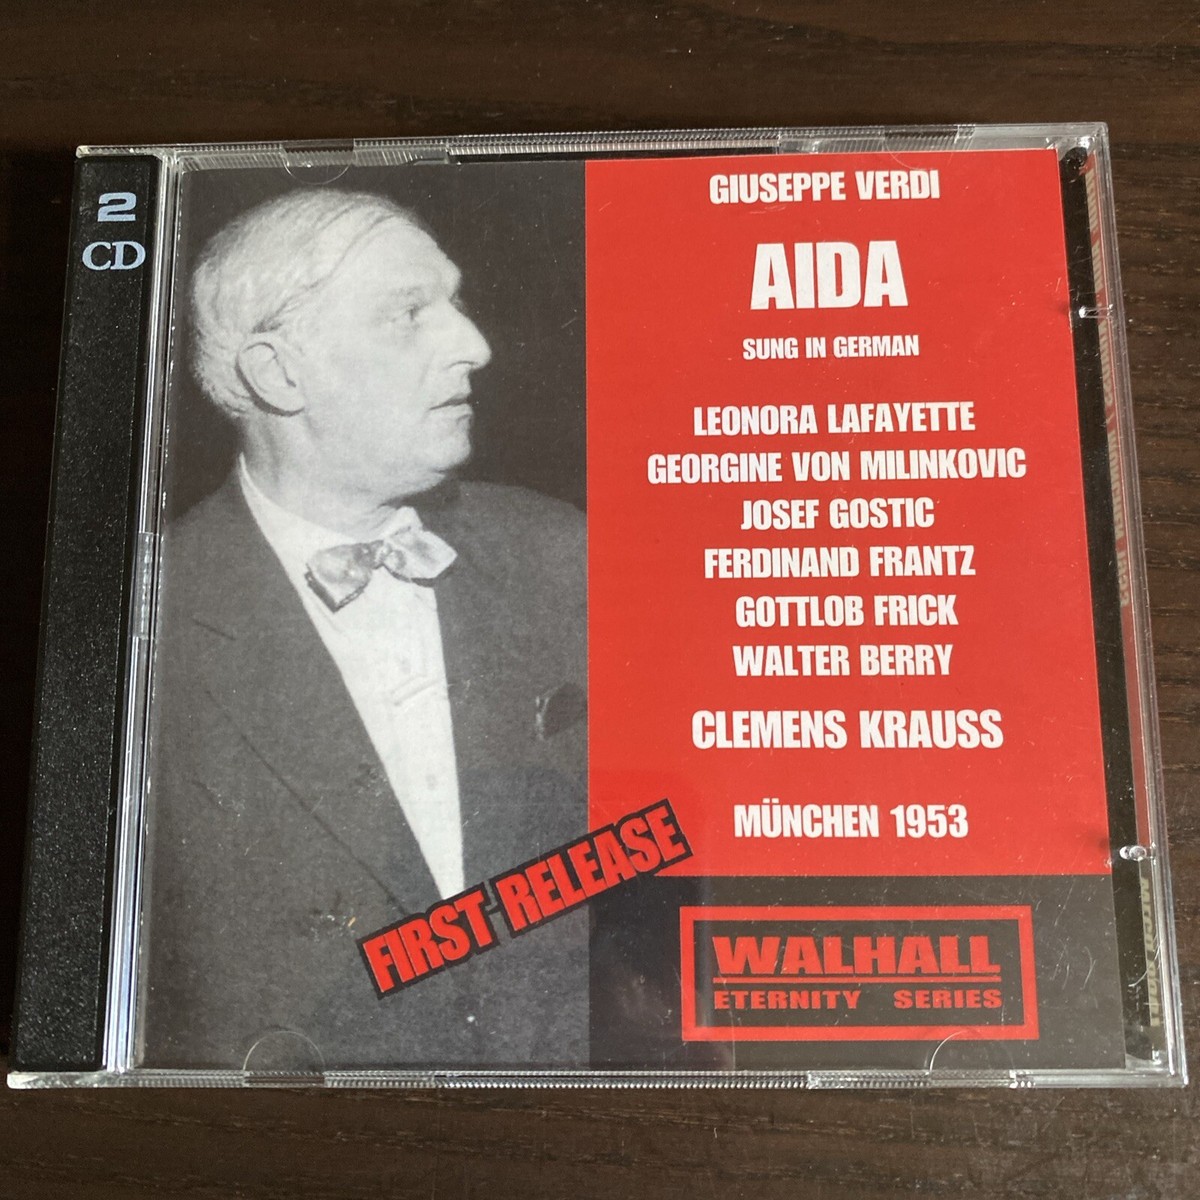 2
CD
GIUSEPPE VERDI
AIDA
SUNG IN GERMAN
LEONORA LAFAYETTE
GEORGINE VON MILINKOVIC
JOSEF GOSTIC
FERDINAND FRANTZ
GOTTLOB FRICK
WALTER BERRY
CLEMENS KRAUSS
MÜNCHEN 1953
FIRST RELEASE
WALHALL
ETERNITY SERIES